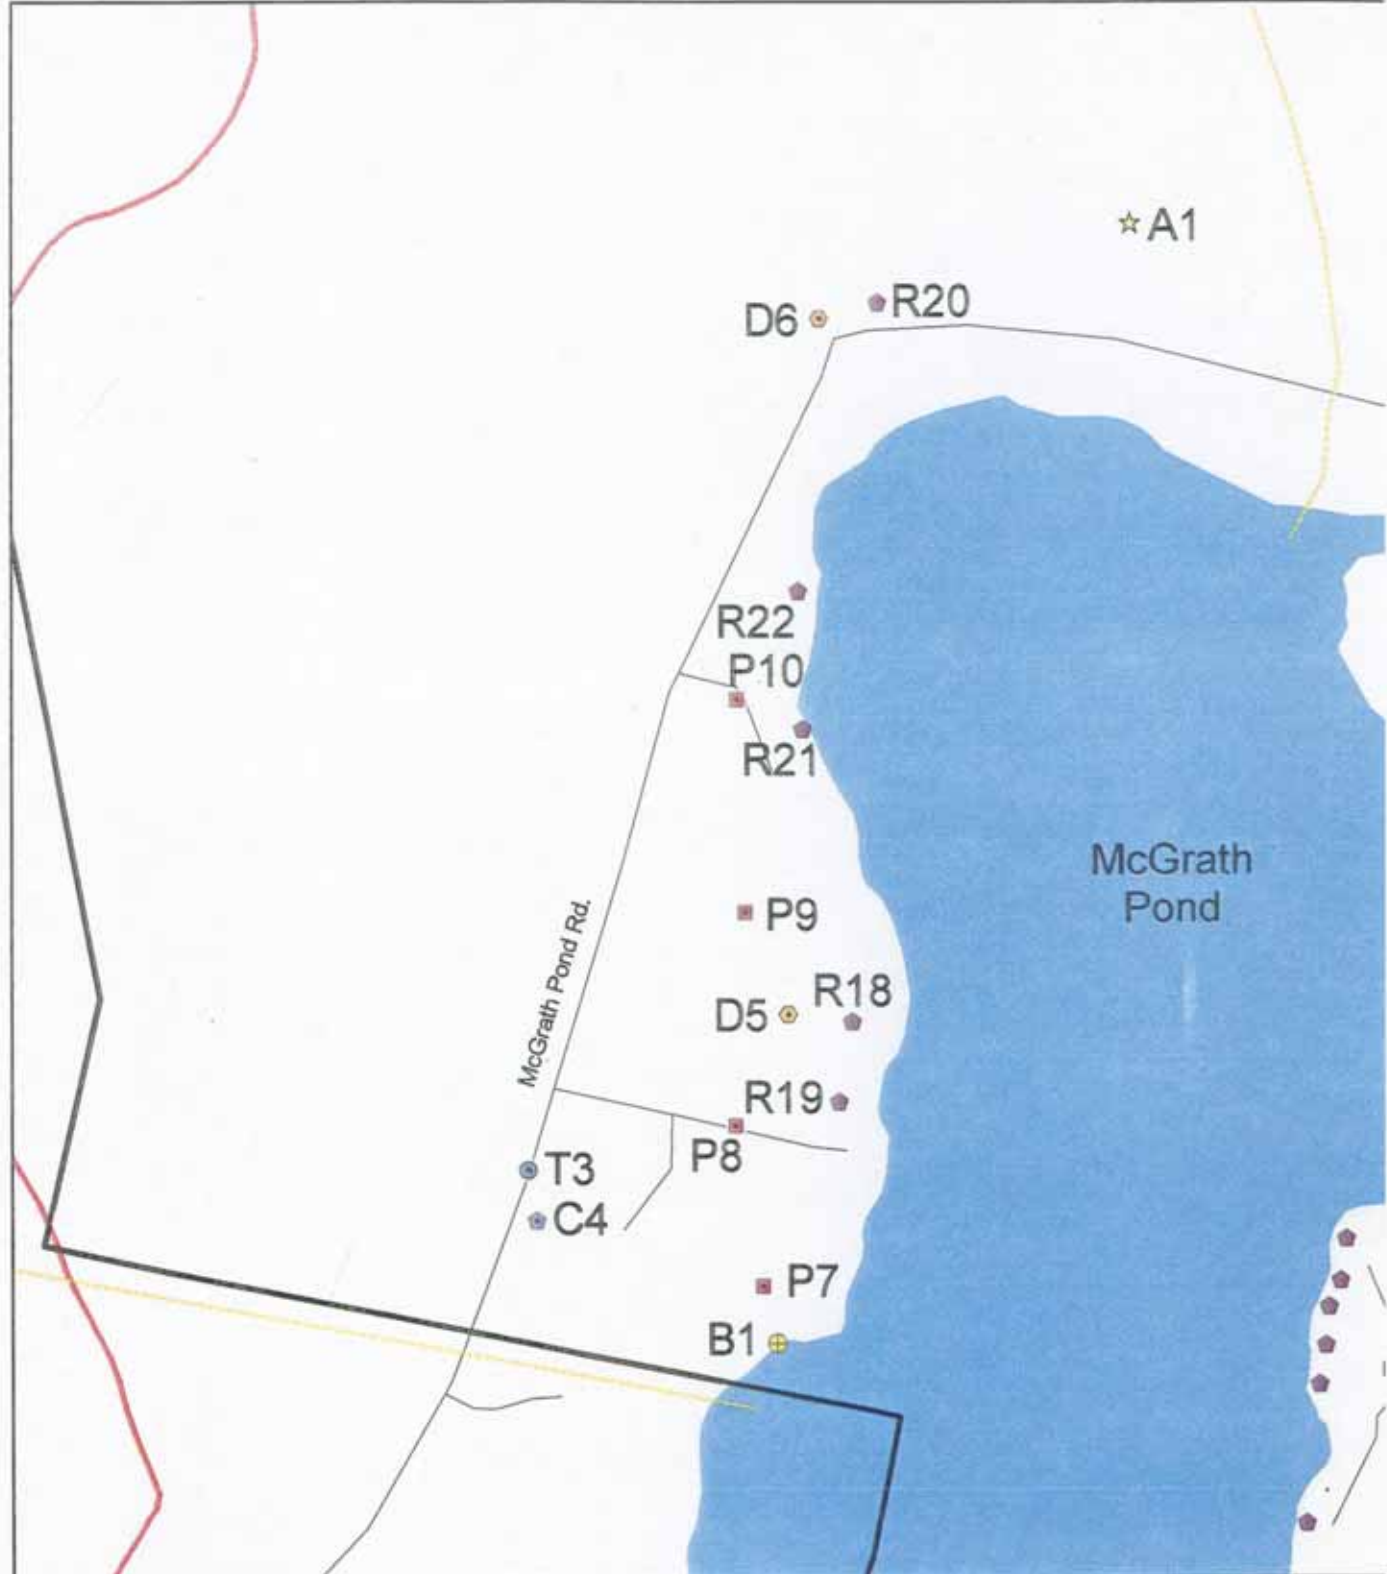 A1
R20
D6
R22
P10
R21
McGrath
Pond
P9
McGrath Pond Rd.
R18
D5
R19
P8
T3
C4
P7
B1